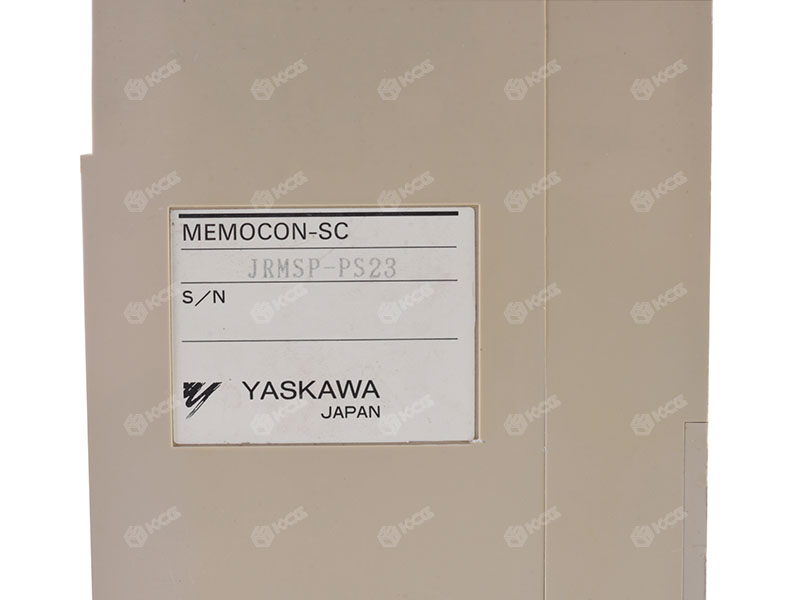 MEMOCON-SC
JRMSP-PS23
S/N
YASKAWA
JAPAN